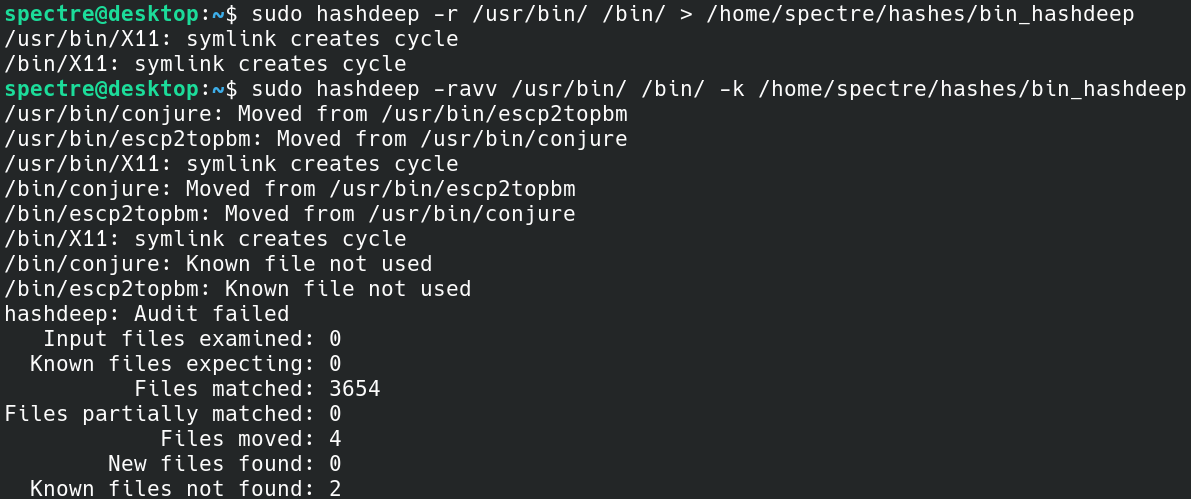 spectre@desktop:~$ sudo hashdeep -r /usr/bin/ /bin/ > /home/spectre/hashes/bin_hashdeep
/usr/bin/X11: symlink creates cycle
/bin/X11: symlink creates cycle
spectre@desktop:~$ sudo hashdeep -ravv /usr/bin/ /bin/ -k /home/spectre/hashes/bin_hashdeep
/usr/bin/conjure: Moved from /usr/bin/escp2topbm
/usr/bin/escp2topbm: Moved from /usr/bin/conjure
/usr/bin/X11: symlink creates cycle
/bin/conjure: Moved from /usr/bin/escp2topbm
/bin/escp2topbm: Moved from /usr/bin/conjure
/bin/X11: symlink creates cycle
/bin/conjure: Known file not used
/bin/escp2topbm: Known file not used
hashdeep: Audit failed
   Input files examined: 0
  Known files expecting: 0
          Files matched: 3654
Files partially matched: 0
            Files moved: 4
        New files found: 0
  Known files not found: 2